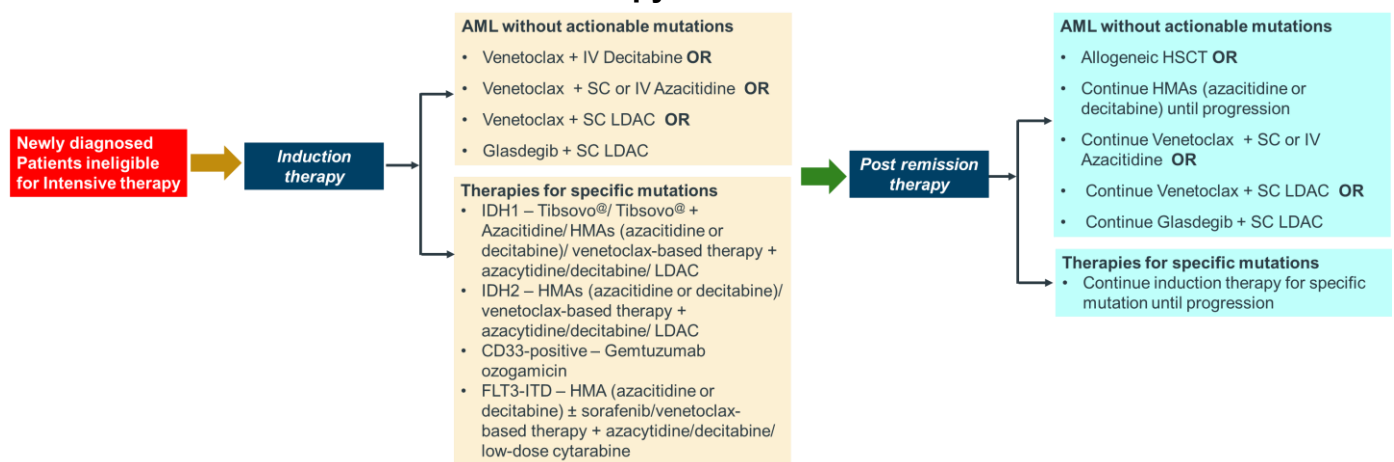 py
Newly diagnosed
Patients ineligible
for Intensive therapy
Induction
therapy
AML without actionable mutations
• Venetoclax + IV Decitabine OR
• Venetoclax + SC or IV Azacitidine OR
• Venetoclax + SC LDAC OR
• Glasdegib + SC LDAC
Therapies for specific mutations
• IDH1 – Tibsovo@/ Tibsovo@ +
Azacitidine/ HMAs (azacitidine or
decitabine)/ venetoclax-based therapy +
azacytidine/decitabine/ LDAC
• IDH2 – HMAs (azacitidine or decitabine)/
venetoclax-based therapy +
azacytidine/decitabine/ LDAC
• CD33-positive – Gemtuzumab
ozogamicin
• FLT3-ITD – HMA (azacitidine or
decitabine) ± sorafenib/venetoclax-
based therapy + azacytidine/decitabine/
low-dose cytarabine
Post remission
therapy
AML without actionable mutations
• Allogeneic HSCT OR
• Continue HMAs (azacitidine or
decitabine) until progression
• Continue Venetoclax + SC or IV
Azacitidine OR
• Continue Venetoclax + SC LDAC OR
• Continue Glasdegib + SC LDAC
Therapies for specific mutations
• Continue induction therapy for specific
mutation until progression